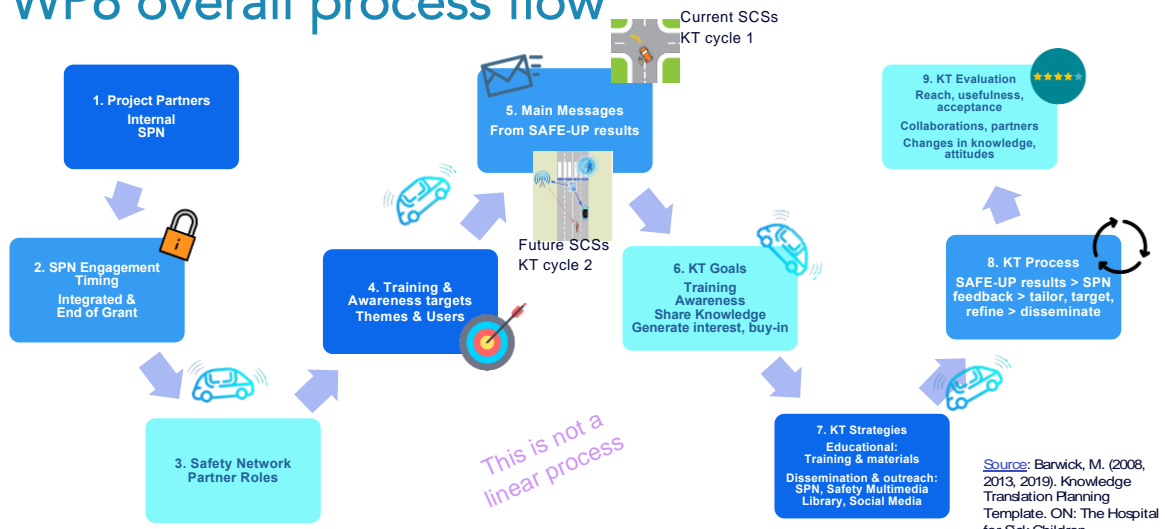 WP6 overall process flow
Current SCSs
KT cycle 1
1. Project Partners
Internal
SPN
2. SPN Engagement
Timing
Integrated &
End of Grant
3. Safety Network
Partner Roles
4. Training &
Awareness targets
Themes & Users
5. Main Messages
From SAFE-UP results
Future SCSs
KT cycle 2
6. KT Goals
Training
Awareness
Share Knowledge
Generate interest, buy-in
7. KT Strategies
Educational:
Training & materials
Dissemination & outreach:
SPN, Safety Multimedia
Library, Social Media
8. KT Process
SAFE-UP results > SPN
feedback > tailor, target,
refine > disseminate
9. KT Evaluation
Reach, usefulness,
acceptance
Collaborations, partners
Changes in knowledge,
attitudes
This is not a
linear process
Source: Barwick, M. (2008,
2013, 2019). Knowledge
Translation Planning
Template. ON: The Hospital
for Sick Children